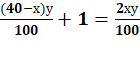 (40−x)y/100 + 1 = 2xy/100